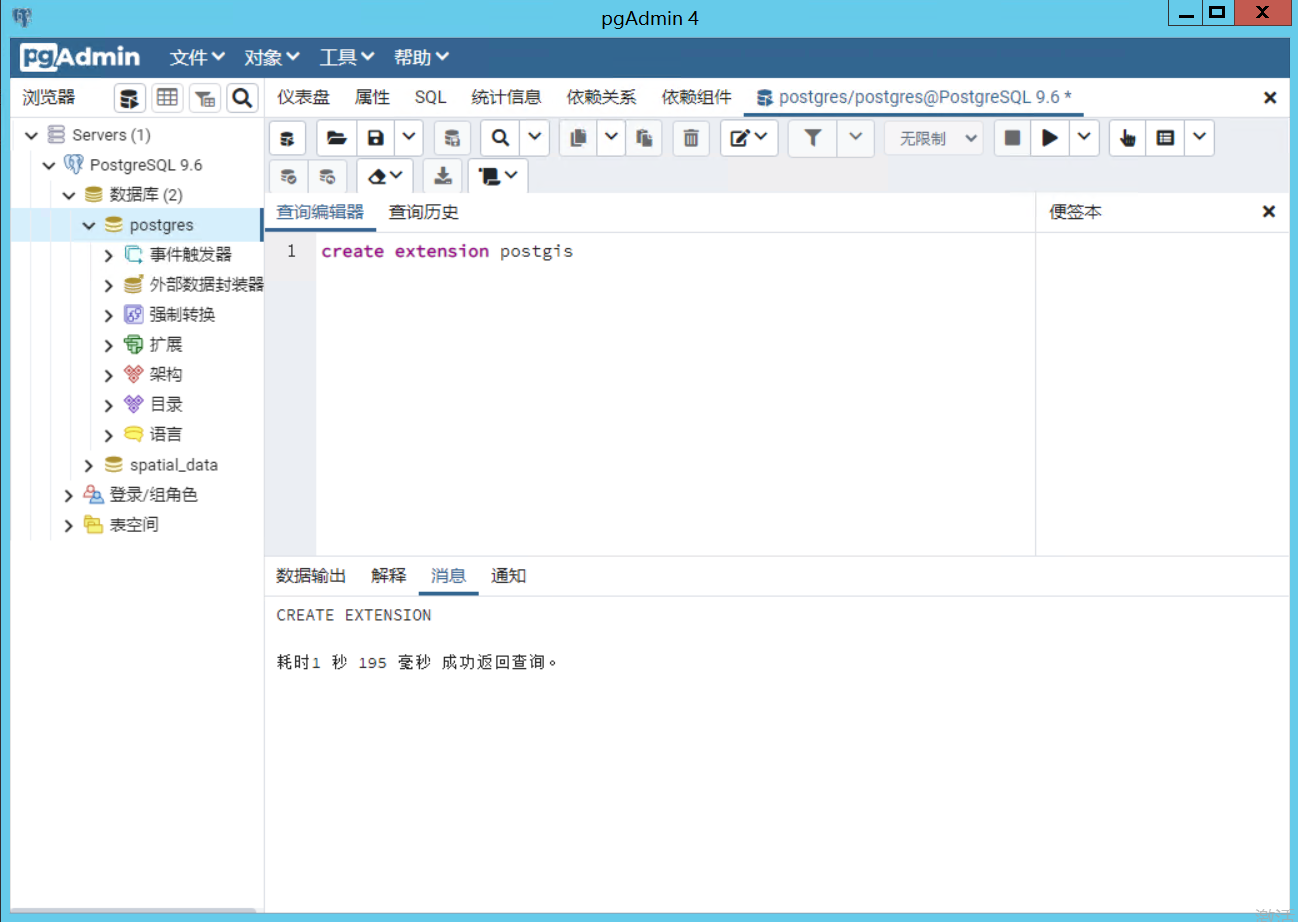 pgAdmin 4
pgAdmin 文件 对象 工具 帮助
浏览器 仪表盘 属性 SQL 统计信息 依赖关系 依赖组件 postgres/postgres@PostgreSQL 9.6 *
Servers (1)
PostgreSQL 9.6
数据库 (2)
postgres
事件触发器
外部数据封装器
强制转换
扩展
架构
目录
语言
spatial_data
登录/组角色
表空间
无限制
查询编辑器 查询历史 便签本
1 create extension postgis
数据输出 解释 消息 通知
CREATE EXTENSION
耗时1 秒 195 毫秒 成功返回查询。